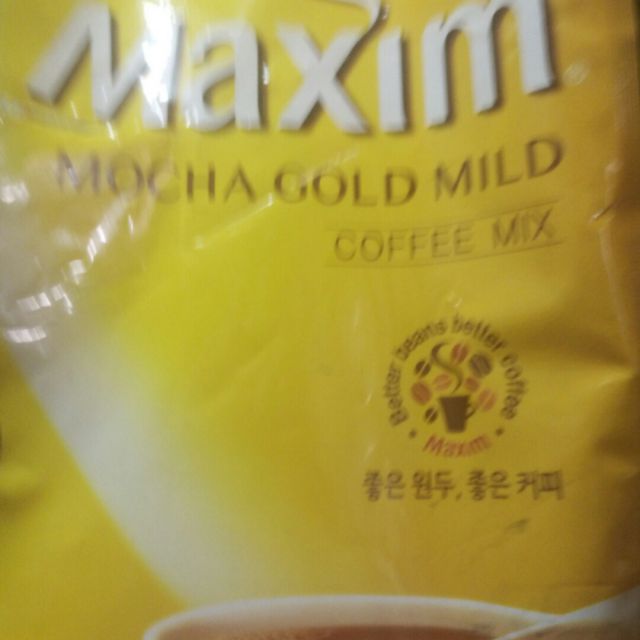 Maxim
MOCHA GOLD MILD
COFFEE MIX
Better beans better coffee
Maxim
좋은 원두, 좋은 커피